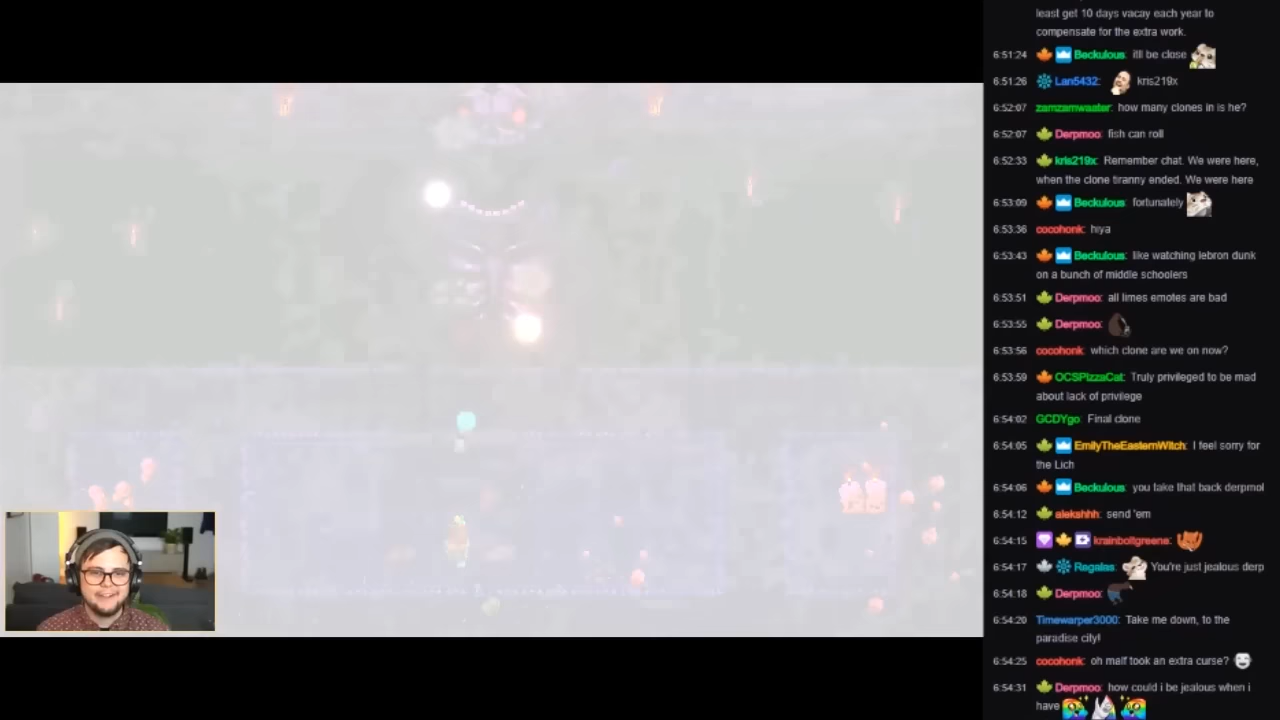 least get 10 days vacay each year to
compensate for the extra work.
6:51:24 Beckulous: itll be close
6:51:26 Lan5432: kris219x
6:52:07 zamzamwaater: how many clones in is he?
6:52:07 Derpmoo: fish can roll
6:52:33 kris219x: Remember chat. We were here,
when the clone tiranny ended. We were here
6:53:09 Beckulous: fortunately
6:53:36 cocohonk: hiya
6:53:43 Beckulous: like watching lebron dunk
on a bunch of middle schoolers
6:53:51 Derpmoo: all limes emotes are bad
6:53:55 Derpmoo:
6:53:56 cocohonk: which clone are we on now?
6:53:59 OCSPizzaCat: Truly privileged to be mad
about lack of privilege
6:54:02 GCDYgo: Final clone
6:54:05 EmilyTheEasternWitch: I feel sorry for
the Lich
6:54:06 Beckulous: you take that back derpmol
6:54:12 alekshhh: send 'em
6:54:15 krainboltgreene:
6:54:17 Regalas: You're just jealous derp
6:54:18 Derpmoo:
6:54:20 Timewarper3000: Take me down, to the
paradise city!
6:54:25 cocohonk: oh malf took an extra curse?
6:54:31 Derpmoo: how could i be jealous when i
have